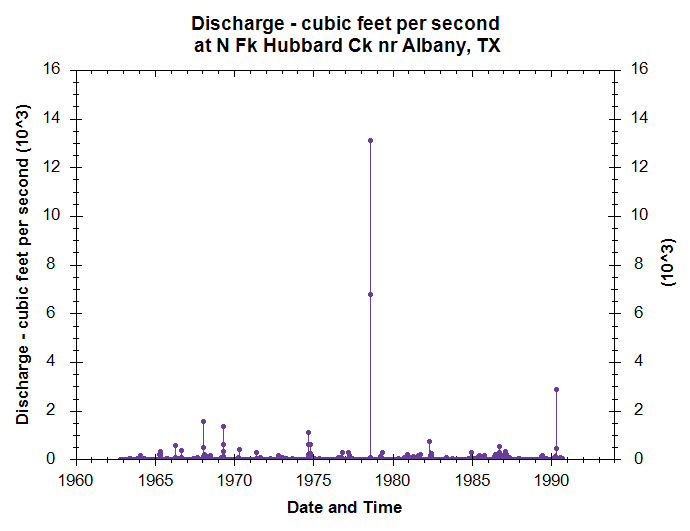 Discharge - cubic feet per second
at N Fk Hubbard Ck nr Albany, TX
16 16
14 14
12 12
10 10
8 8
6 6
4 4
2 2
0 0
Discharge - cubic feet per second (10^3)
(10^3)
1960 1965 1970 1975 1980 1985 1990
Date and Time